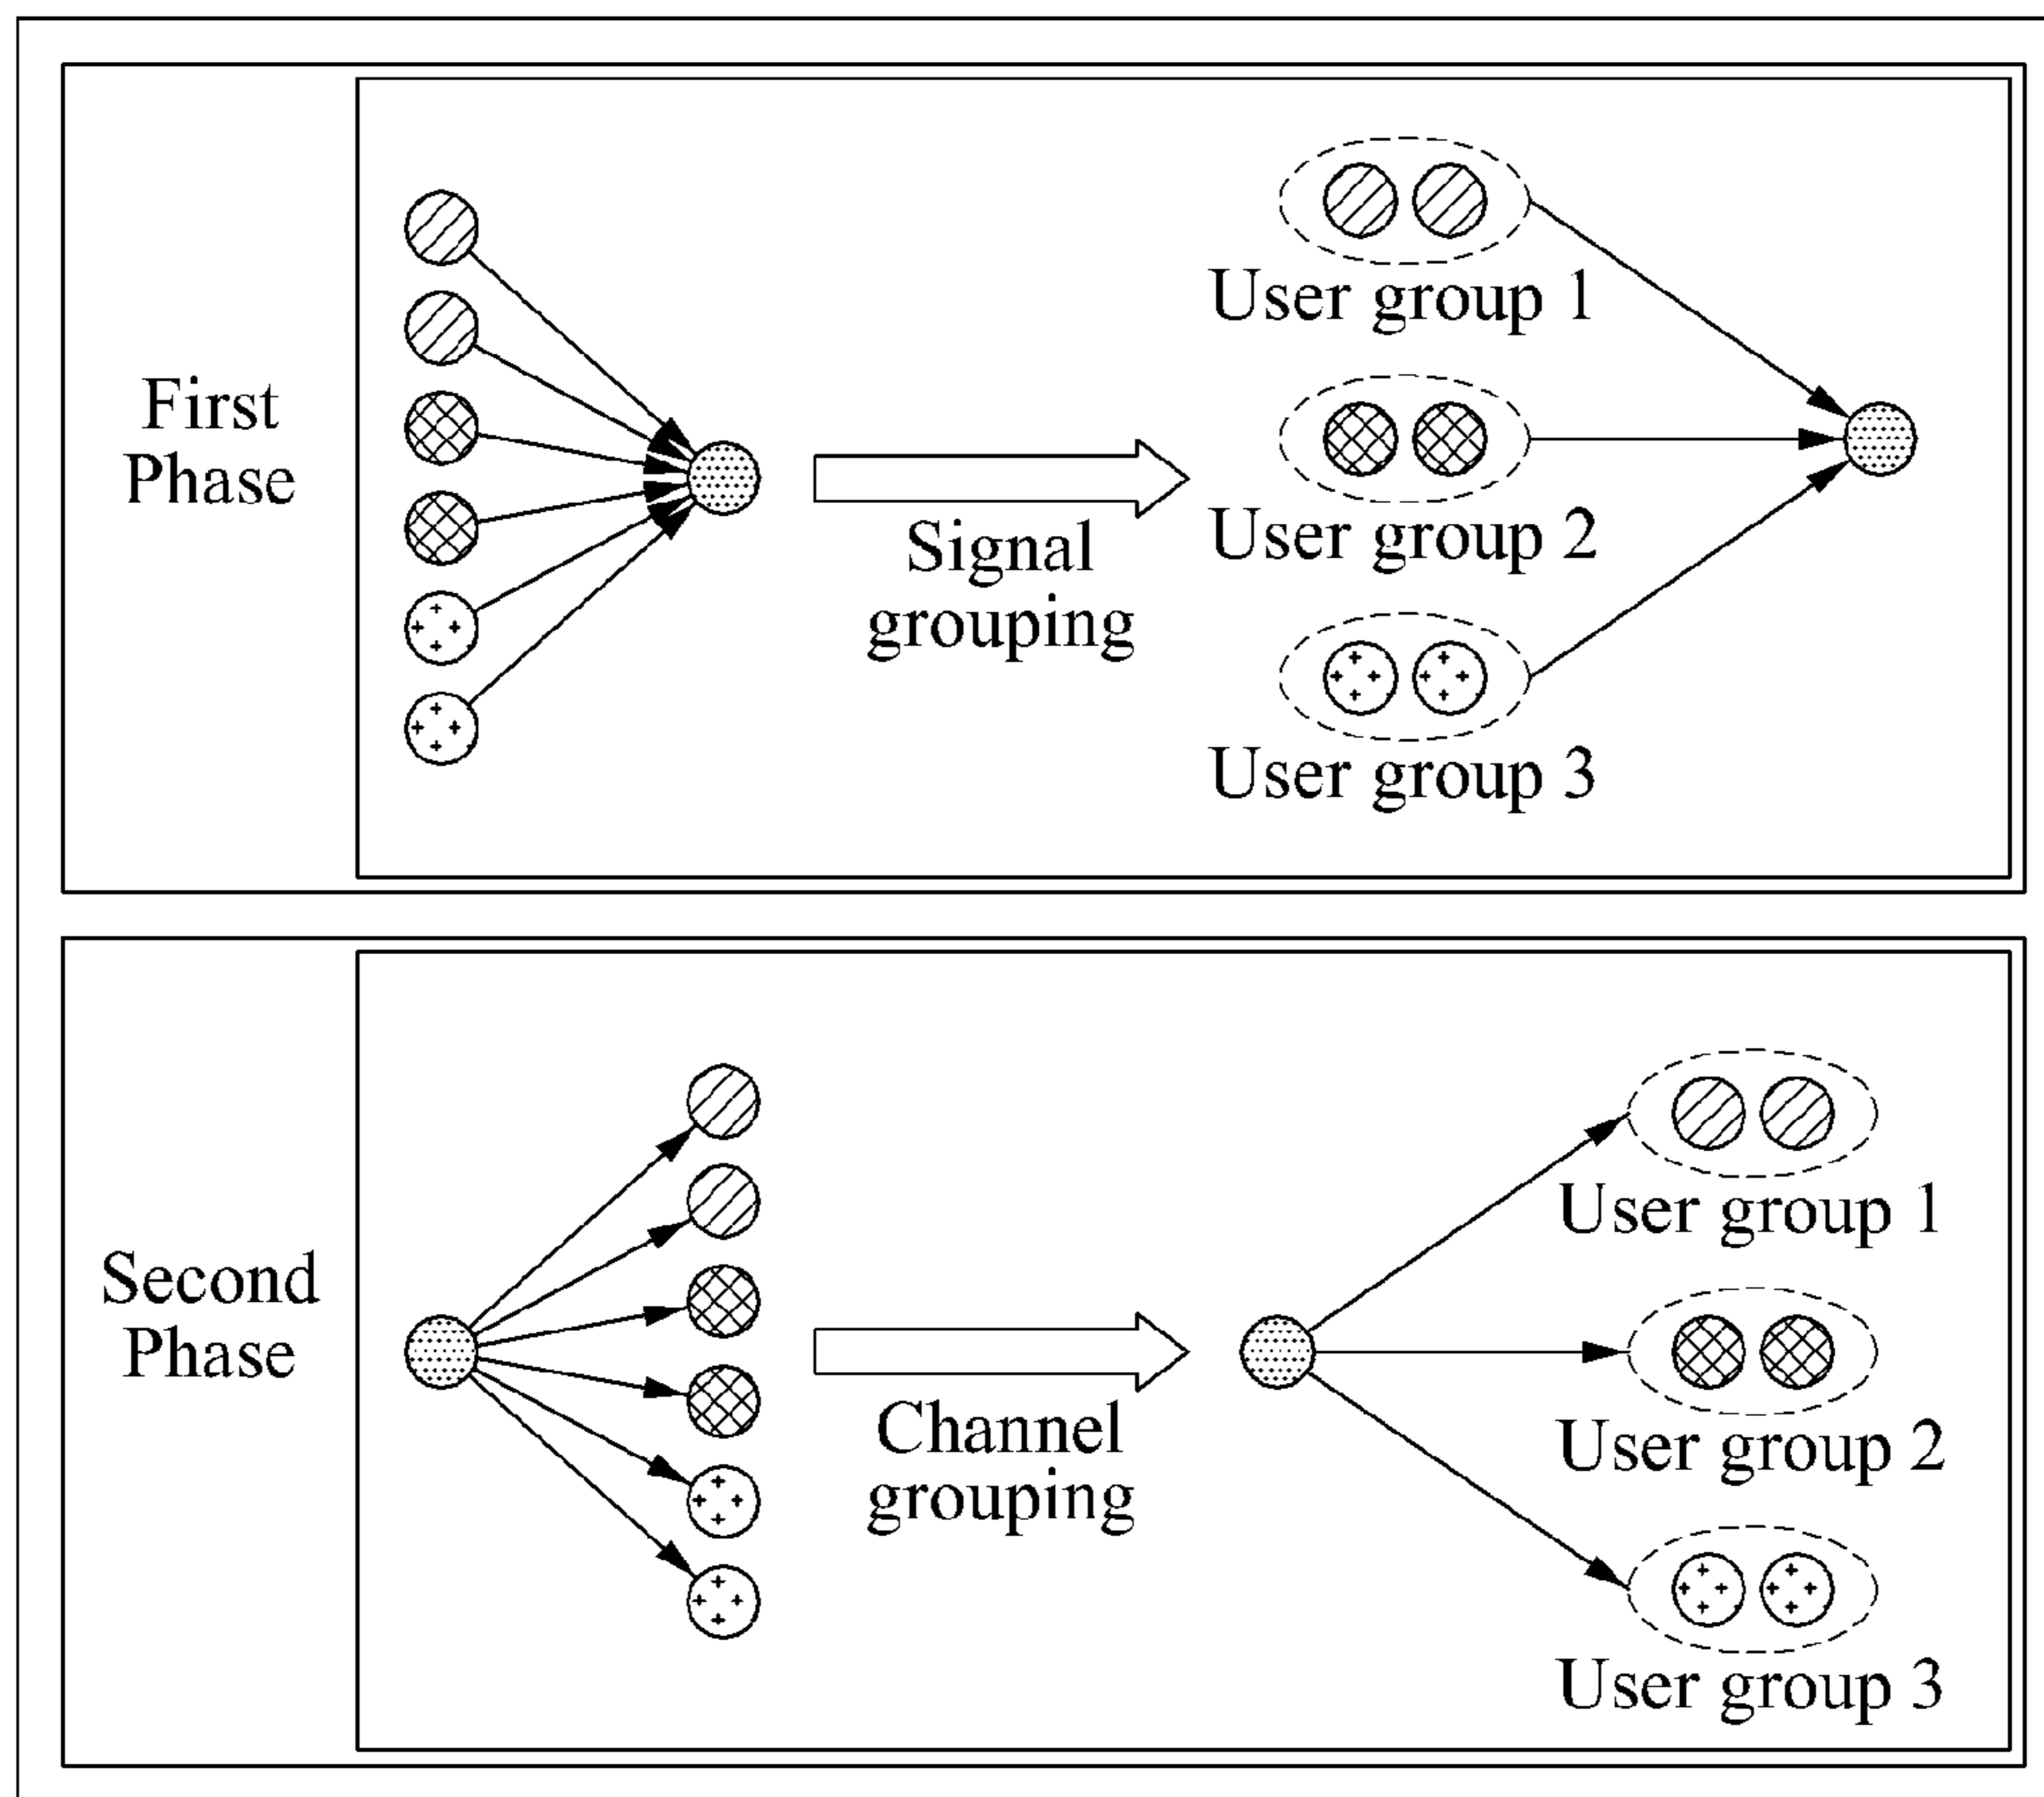 First
Phase
Signal
grouping
User group 1
User group 2
User group 3
Second
Phase
Channel
grouping
User group 1
User group 2
User group 3